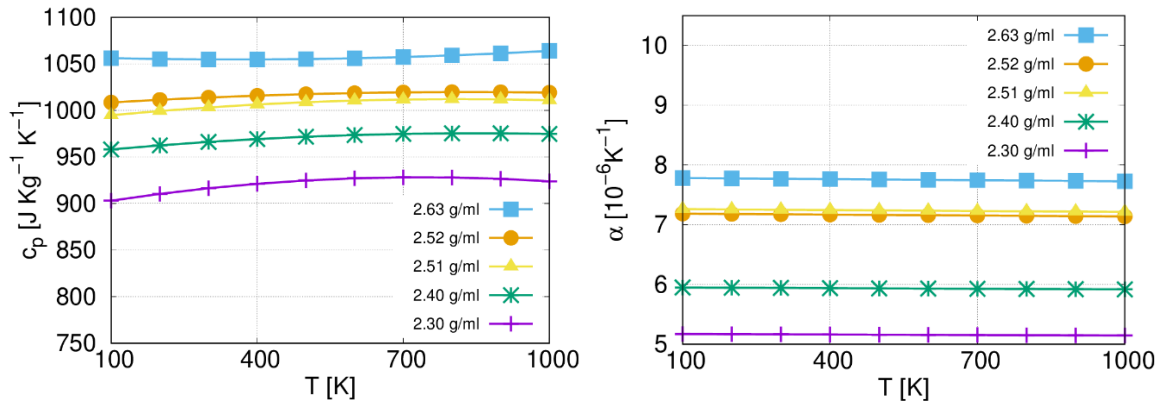 1100
1050
1000
950
900
850
800
750
c_p [J Kg⁻¹ K⁻¹]
2.63 g/ml
2.52 g/ml
2.51 g/ml
2.40 g/ml
2.30 g/ml
100 400 700 1000
T [K]
10
9
8
7
6
5
α [10⁻⁶K⁻¹]
2.63 g/ml
2.52 g/ml
2.51 g/ml
2.40 g/ml
2.30 g/ml
100 400 700 1000
T [K]